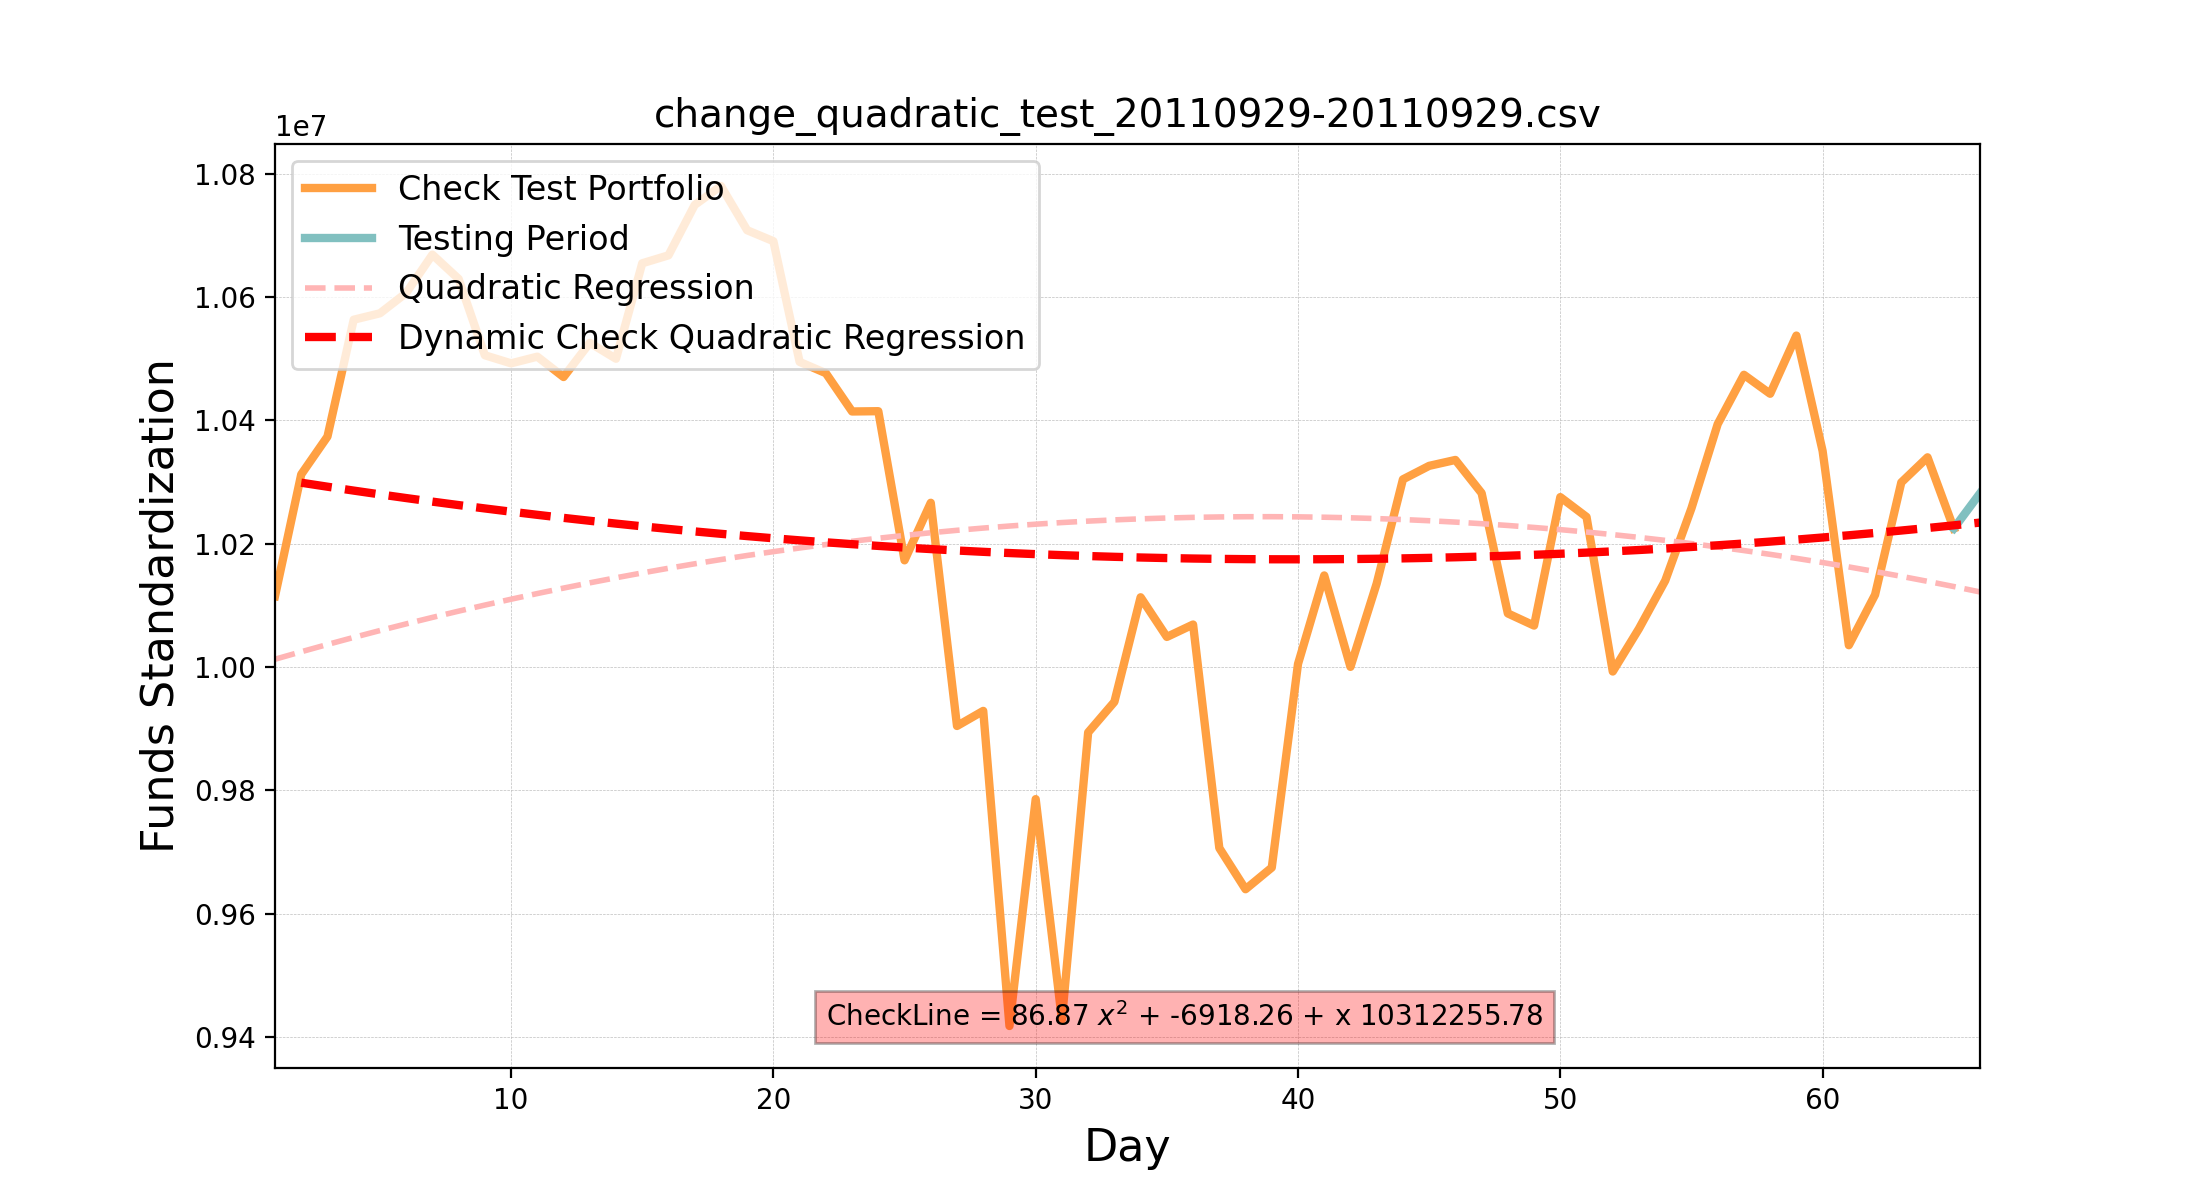 change_quadratic_test_20110929-20110929.csv
1e7
1.08
1.06
1.04
1.02
1.00
0.98
0.96
0.94
Funds Standardization
Check Test Portfolio
Testing Period
Quadratic Regression
Dynamic Check Quadratic Regression
CheckLine = 86.87 x² + -6918.26 + x 10312255.78
10 20 30 40 50 60
Day